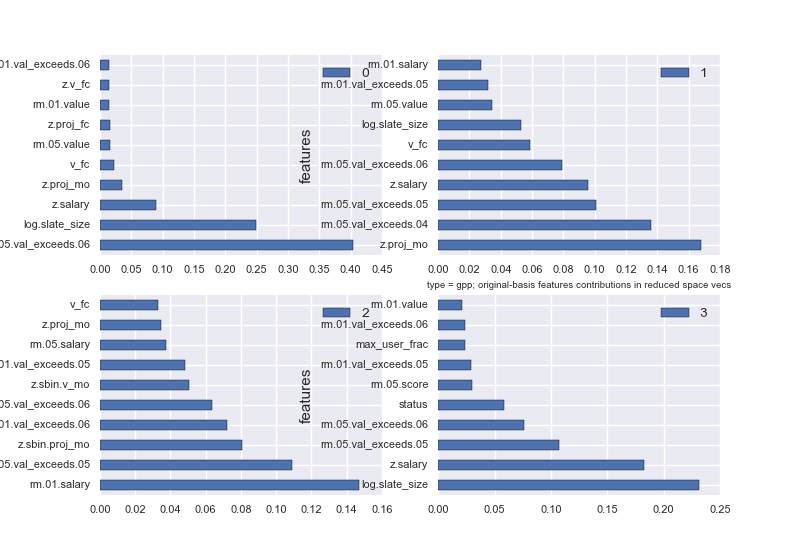 01.val_exceeds.06
z.v_fc
rm.01.value
z.proj_fc
rm.05.value
v_fc
z.proj_mo
z.salary
log.slate_size
05.val_exceeds.06
0
0.00 0.05 0.10 0.15 0.20 0.25 0.30 0.35 0.40 0.45
features
rm.01.salary
rm.01.val_exceeds.05
rm.05.value
log.slate_size
v_fc
rm.05.val_exceeds.06
z.salary
rm.05.val_exceeds.05
rm.05.val_exceeds.04
z.proj_mo
1
0.00 0.02 0.04 0.06 0.08 0.10 0.12 0.14 0.16 0.18
type = gpp; original-basis features contributions in reduced space vecs
v_fc
z.proj_mo
rm.05.salary
01.val_exceeds.05
z.sbin.v_mo
05.val_exceeds.06
01.val_exceeds.06
z.sbin.proj_mo
05.val_exceeds.05
rm.01.salary
2
0.00 0.02 0.04 0.06 0.08 0.10 0.12 0.14 0.16
features
rm.01.value
rm.01.val_exceeds.06
max_user_frac
rm.01.val_exceeds.05
rm.05.score
status
rm.05.val_exceeds.06
rm.05.val_exceeds.05
z.salary
log.slate_size
3
0.00 0.05 0.10 0.15 0.20 0.25